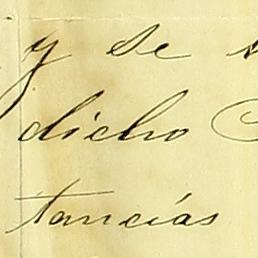 y se
dicho
tancias